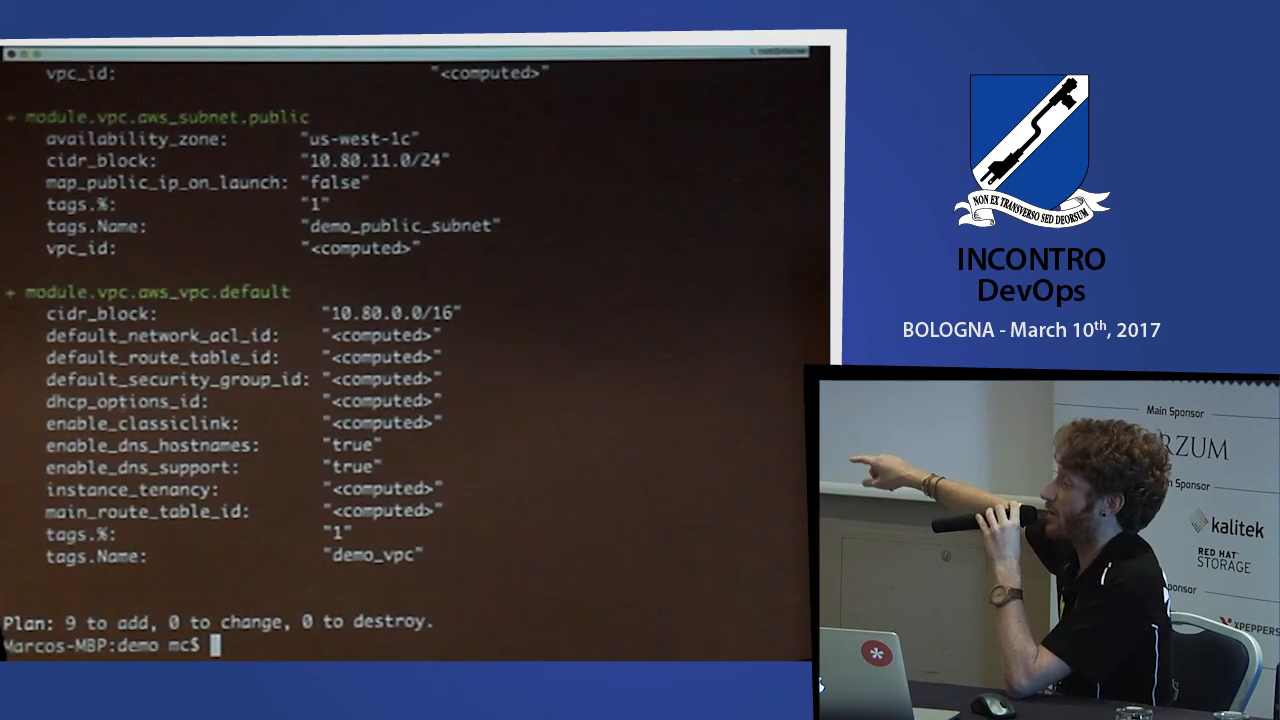 vpc_id: "<computed>"
+ module.vpc.aws_subnet.public
availability_zone: "us-west-1c"
cidr_block: "10.80.11.0/24"
map_public_ip_on_launch: "false"
tags.%: "1"
tags.Name: "demo_public_subnet"
vpc_id: "<computed>"
+ module.vpc.aws_vpc.default
cidr_block: "10.80.0.0/16"
default_network_acl_id: "<computed>"
default_route_table_id: "<computed>"
default_security_group_id: "<computed>"
dhcp_options_id: "<computed>"
enable_classiclink: "<computed>"
enable_dns_hostnames: "true"
enable_dns_support: "true"
instance_tenancy: "<computed>"
main_route_table_id: "<computed>"
tags.%: "1"
tags.Name: "demo_vpc"
Plan: 9 to add, 0 to change, 0 to destroy.
Marcos-MBP:demo mc$
NON EX TRANSVERSO SED DEORSUM
INCONTRO
DevOps
BOLOGNA - March 10th, 2017
Main Sponsor
RZUM
Sponsor
kalitek
RED HAT
STORAGE
XPEPPERS